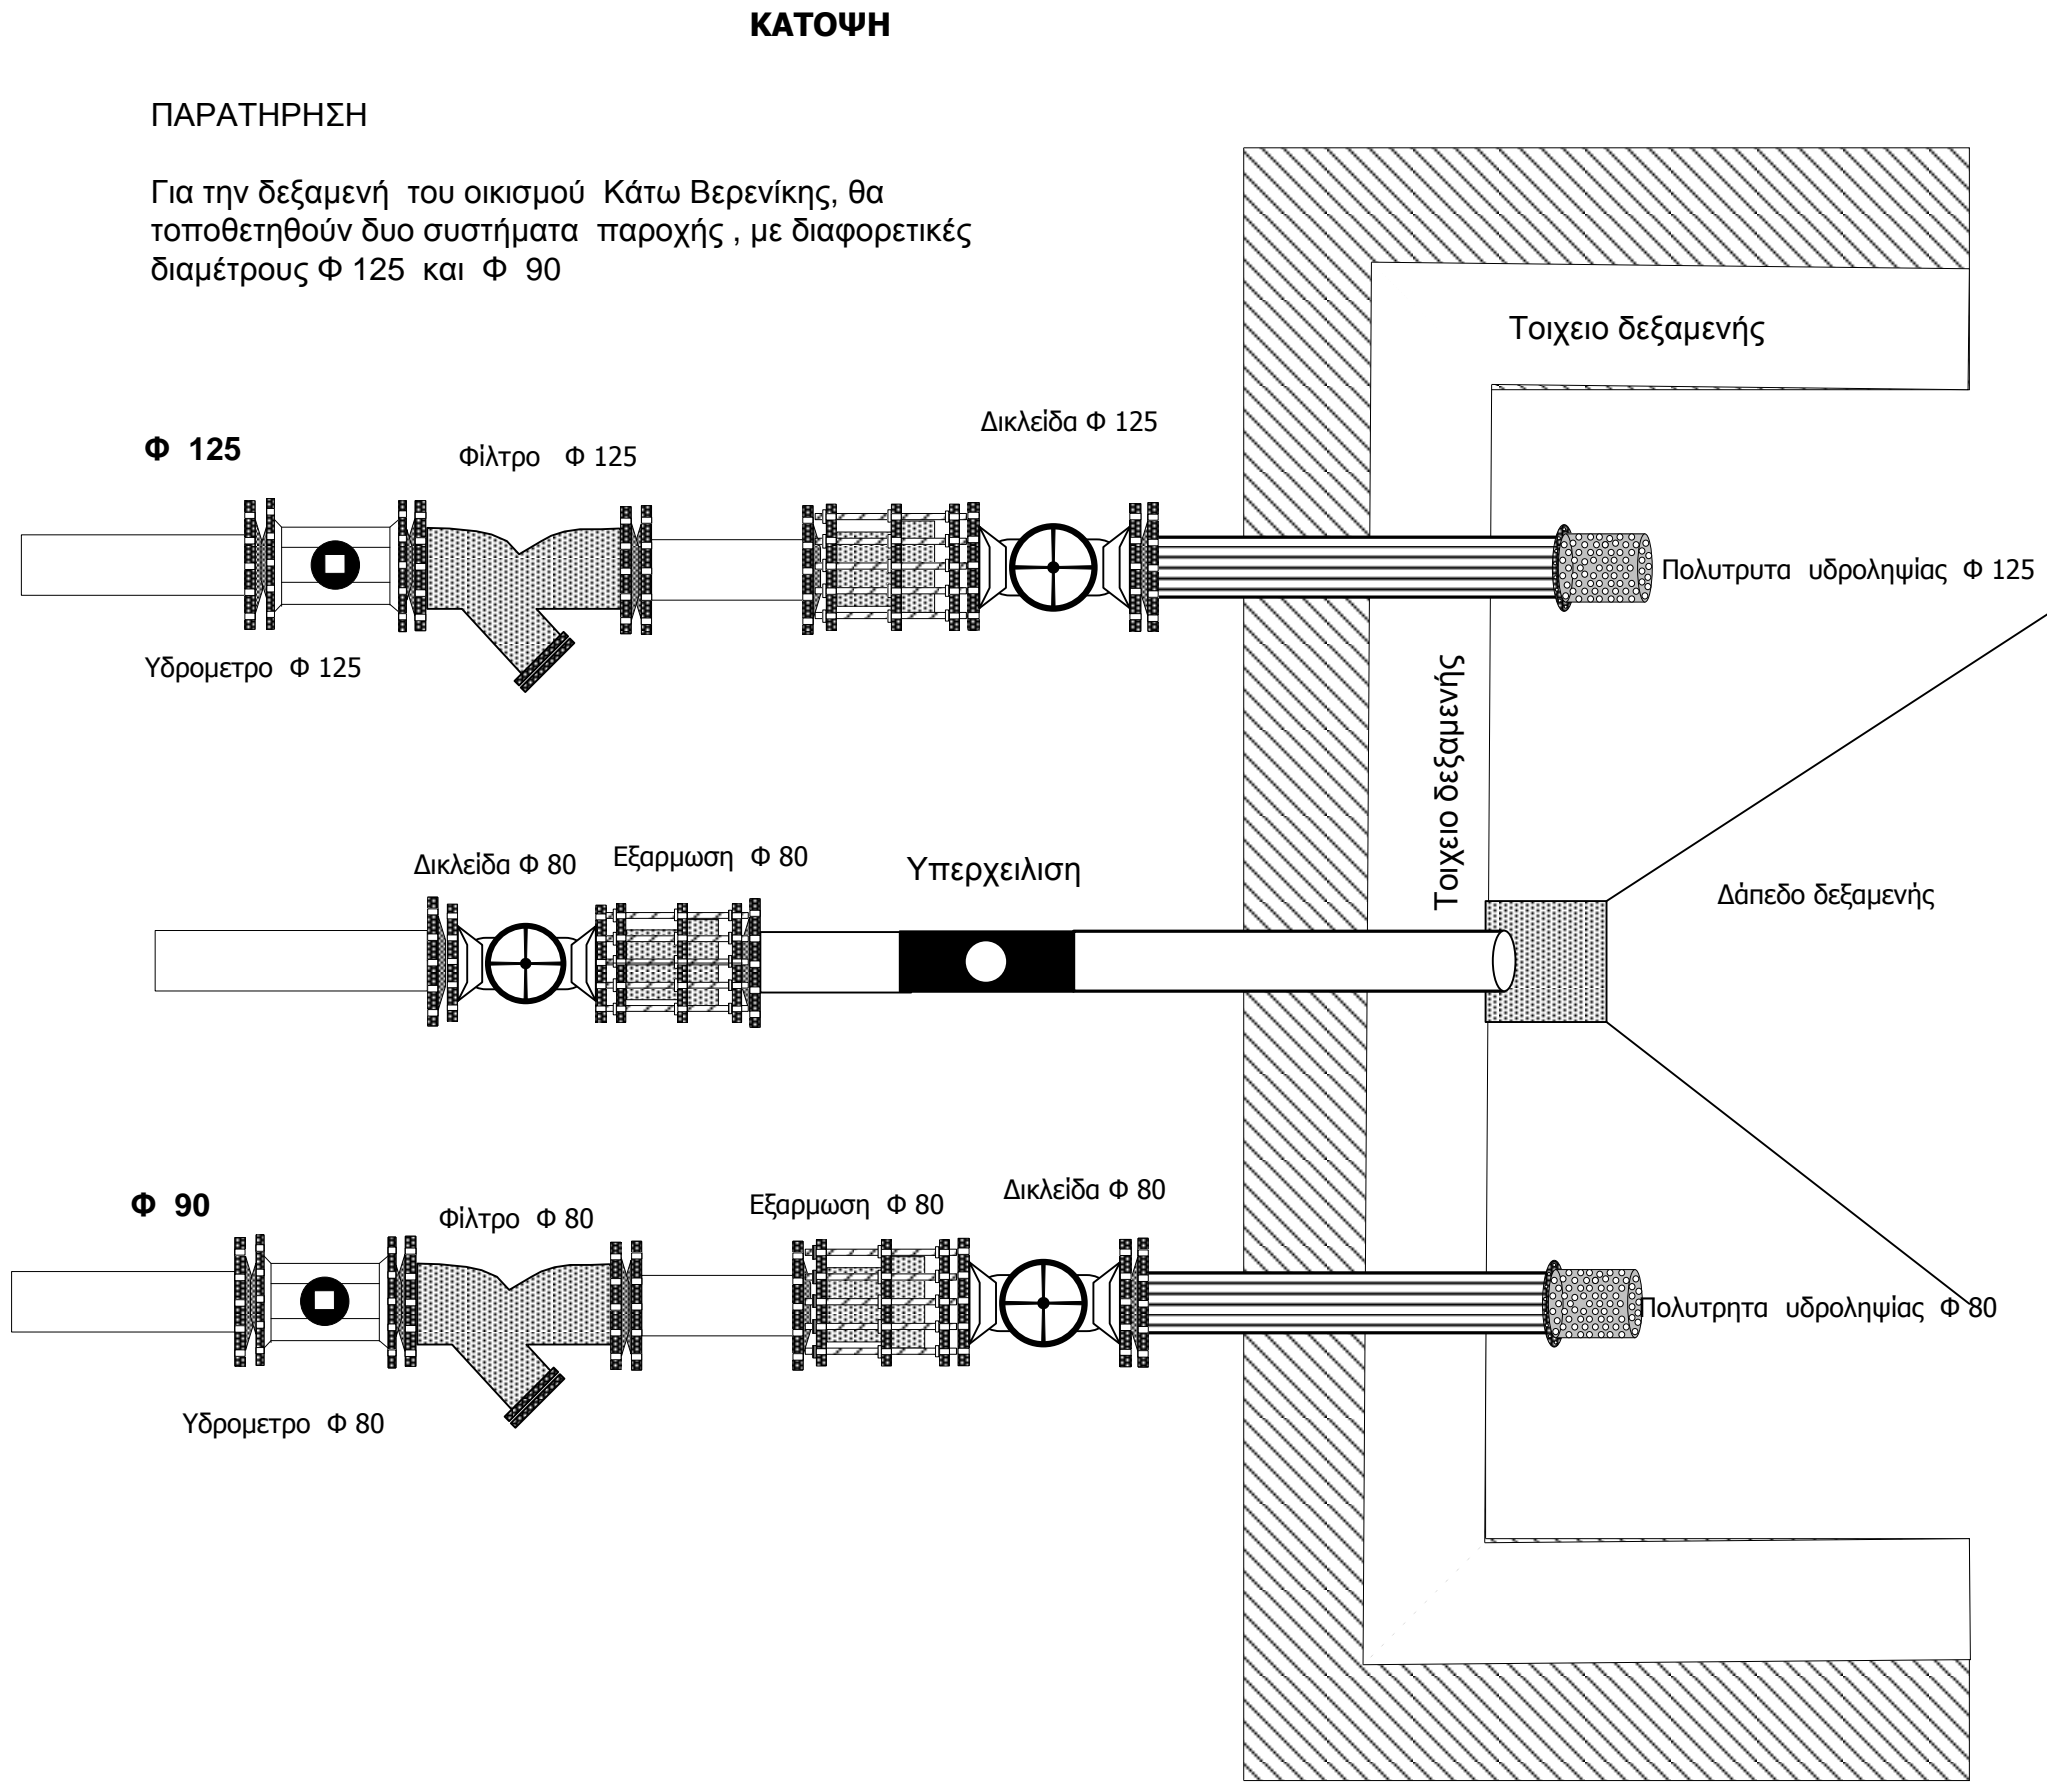 ΚΑΤΟΨΗ
ΠΑΡΑΤΗΡΗΣΗ
Για την δεξαμενή του οικισμού Κάτω Βερενίκης, θα
τοποθετηθούν δυο συστήματα παροχής , με διαφορετικές
διαμέτρους Φ 125 και Φ 90
Τοιχειο δεξαμενής
Δικλείδα Φ 125
Φ 125
Φίλτρο Φ 125
Πολυτρυτα υδροληψίας Φ 125
Υδρομετρο Φ 125
Τοιχειο δεξαμενής
Δικλείδα Φ 80
Εξαρμωση Φ 80
Υπερχειλιση
Δάπεδο δεξαμενής
Φ 90
Φίλτρο Φ 80
Εξαρμωση Φ 80
Δικλείδα Φ 80
Πολυτρητα υδροληψίας Φ 80
Υδρομετρο Φ 80